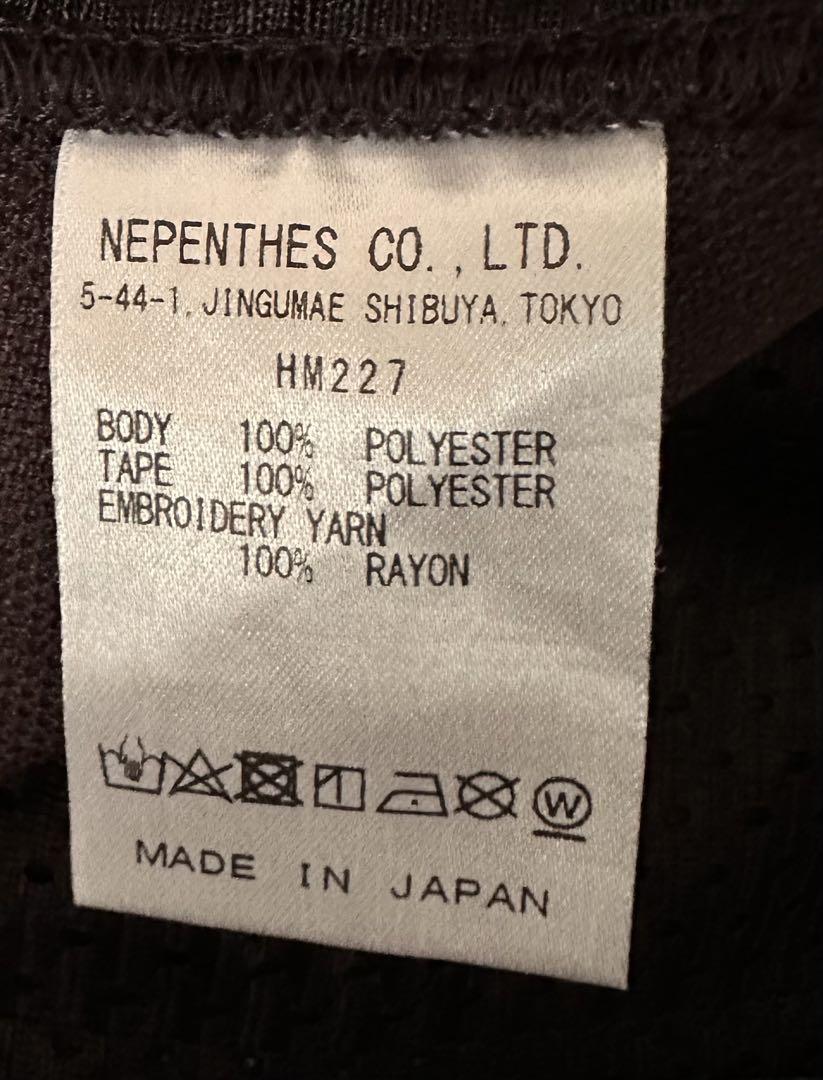 NEPENTHES CO., LTD.
5-44-1, JINGUMAE SHIBUYA, TOKYO
HM227
BODY 100% POLYESTER
TAPE 100% POLYESTER
EMBROIDERY YARN
100% RAYON
W
MADE IN JAPAN